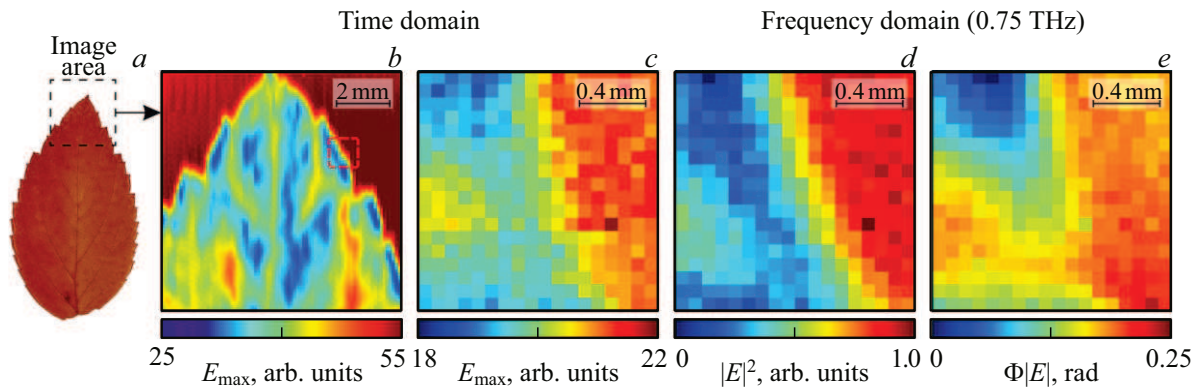 Time domain
Frequency domain (0.75 THz)
Image
area
a
b
c
d
e
2 mm
0.4 mm
0.4 mm
0.4 mm
25
55
18
22
0
1.0
0
0.25
E_max, arb. units
E_max, arb. units
|E|², arb. units
Φ|E|, rad